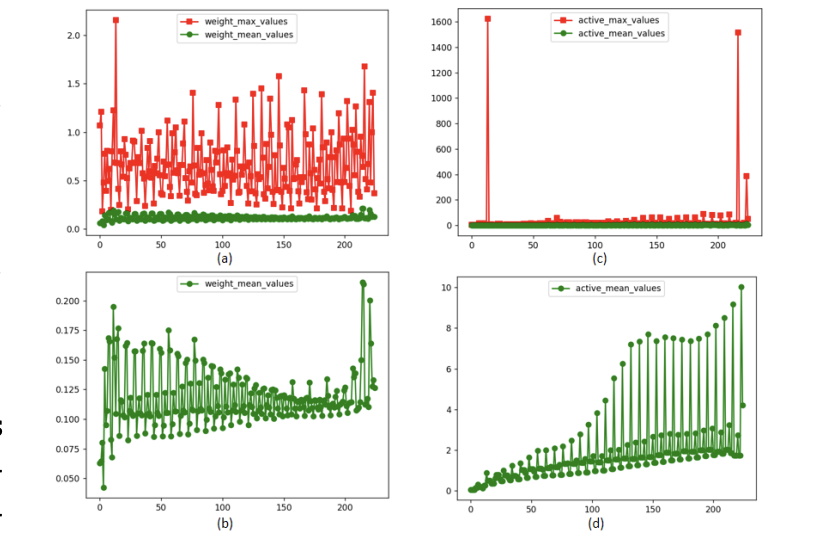 weight_max_values
weight_mean_values
2.0
1.5
1.0
0.5
0.0
0 50 100 150 200
(a)
active_max_values
active_mean_values
1600
1400
1200
1000
800
600
400
200
0
0 50 100 150 200
(c)
weight_mean_values
0.200
0.175
0.150
0.125
0.100
0.075
0.050
0 50 100 150 200
(b)
active_mean_values
10
8
6
4
2
0
0 50 100 150 200
(d)